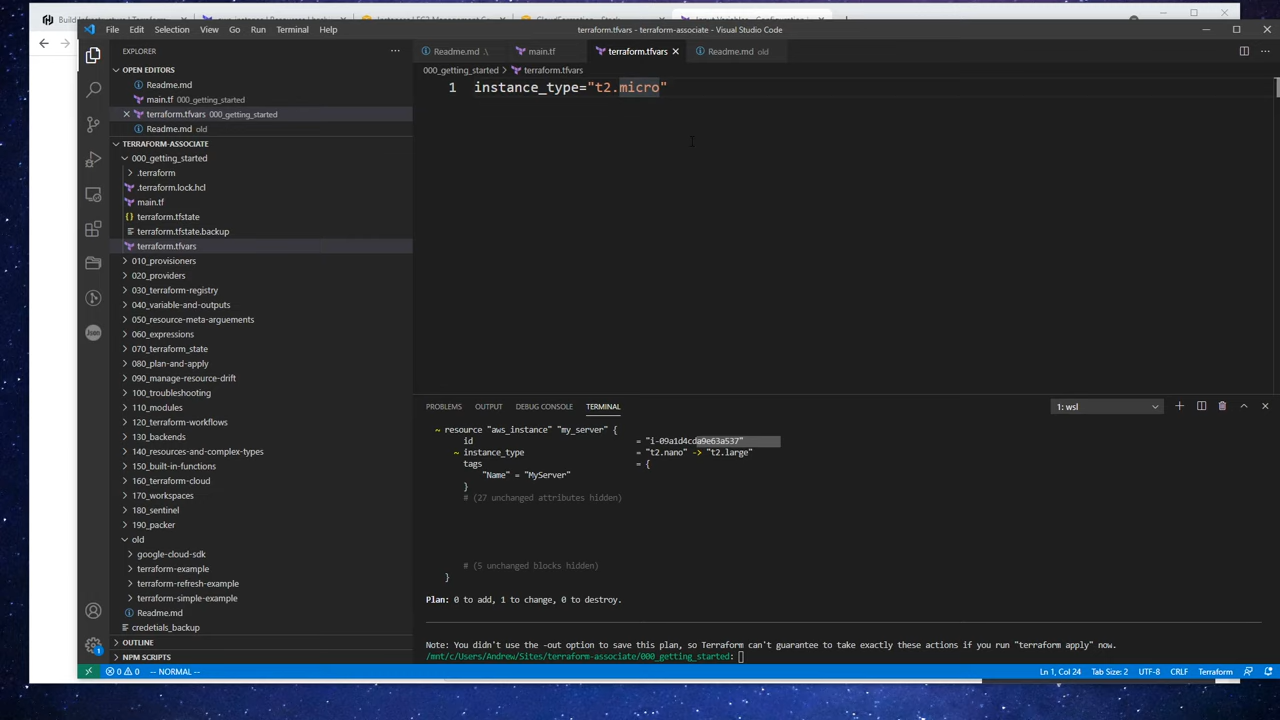 File Edit Selection View Go Run Terminal Help
terraform.tfvars - terraform-associate - Visual Studio Code
EXPLORER
OPEN EDITORS
Readme.md
main.tf 000_getting_started
terraform.tfvars 000_getting_started
Readme.md old
TERRAFORM-ASSOCIATE
000_getting_started
.terraform
.terraform.lock.hcl
main.tf
terraform.tfstate
terraform.tfstate.backup
terraform.tfvars
010_provisioners
020_providers
030_terraform-registry
040_variable-and-outputs
050_resource-meta-arguements
060_expressions
070_terraform_state
080_plan-and-apply
090_manage-resource-drift
100_troubleshooting
110_modules
120_terraform-workflows
130_backends
140_resources-and-complex-types
150_built-in-functions
160_terraform-cloud
170_workspaces
180_sentinel
190_packer
old
google-cloud-sdk
terraform-example
terraform-refresh-example
terraform-simple-example
Readme.md
credetials_backup
OUTLINE
NPM SCRIPTS
Readme.md .\
main.tf
terraform.tfvars
Readme.md old
000_getting_started > terraform.tfvars
1 instance_type="t2.micro"
PROBLEMS OUTPUT DEBUG CONSOLE TERMINAL
1: wsl
~ resource "aws_instance" "my_server" {
id = "i-09a1d4cda9e63a537"
~ instance_type = "t2.nano" -> "t2.large"
tags = {
"Name" = "MyServer"
}
# (27 unchanged attributes hidden)
# (5 unchanged blocks hidden)
}
Plan: 0 to add, 1 to change, 0 to destroy.
Note: You didn't use the -out option to save this plan, so Terraform can't guarantee to take exactly these actions if you run "terraform apply" now.
/mnt/c/Users/Andrew/Sites/terraform-associate/000_getting_started:
0 0 -- NORMAL --
Ln 1, Col 24 Tab Size: 2 UTF-8 CRLF Terraform